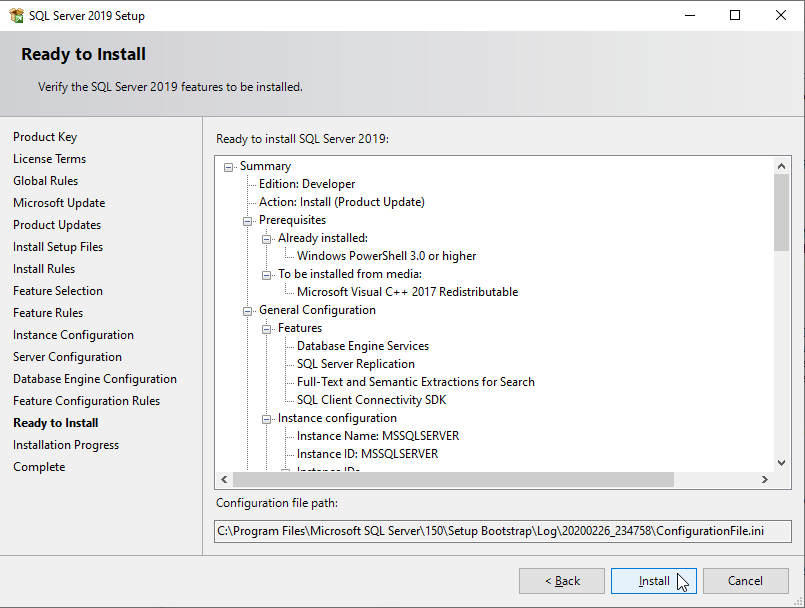 SQL Server 2019 Setup
Ready to Install
Verify the SQL Server 2019 features to be installed.
Product Key
License Terms
Global Rules
Microsoft Update
Product Updates
Install Setup Files
Install Rules
Feature Selection
Feature Rules
Instance Configuration
Server Configuration
Database Engine Configuration
Feature Configuration Rules
Ready to Install
Installation Progress
Complete
Ready to install SQL Server 2019:
Summary
Edition: Developer
Action: Install (Product Update)
Prerequisites
Already installed:
Windows PowerShell 3.0 or higher
To be installed from media:
Microsoft Visual C++ 2017 Redistributable
General Configuration
Features
Database Engine Services
SQL Server Replication
Full-Text and Semantic Extractions for Search
SQL Client Connectivity SDK
Instance configuration
Instance Name: MSSQLSERVER
Instance ID: MSSQLSERVER
Instance IDs:
Configuration file path:
C:\Program Files\Microsoft SQL Server\150\Setup Bootstrap\Log\20200226_234758\ConfigurationFile.ini
< Back
Install
Cancel